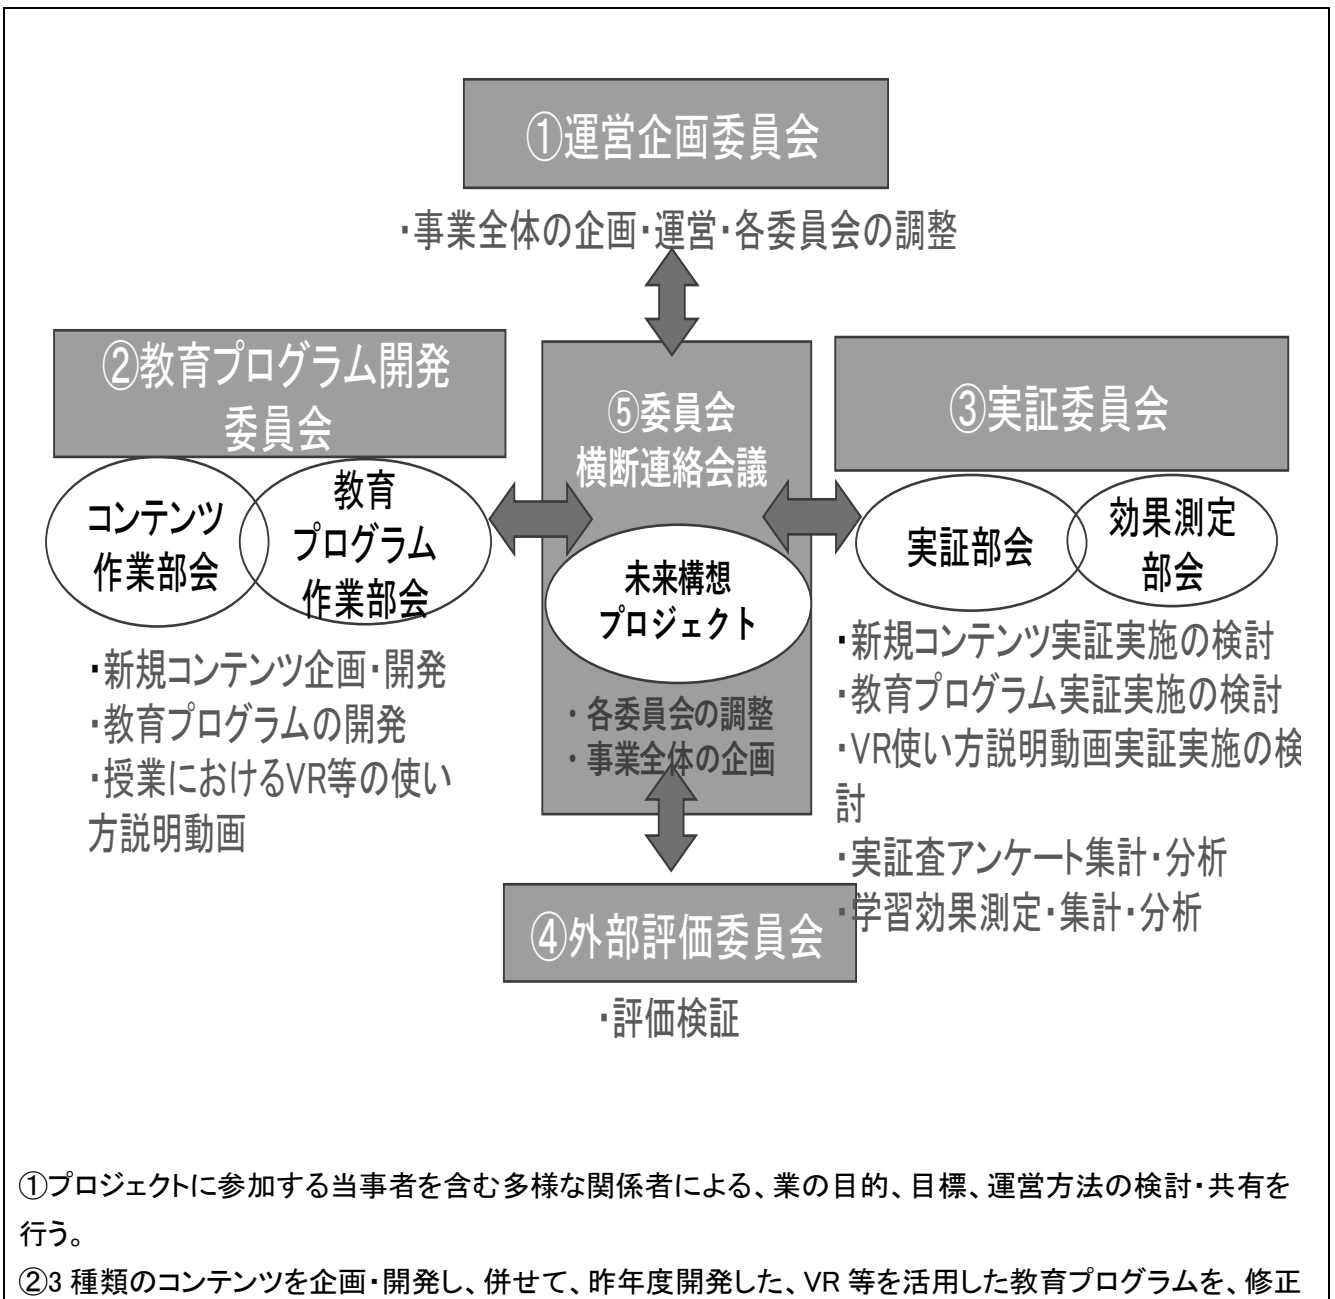 ①運営企画委員会
・事業全体の企画・運営・各委員会の調整
②教育プログラム開発
委員会
コンテンツ
作業部会
教育
プログラム
作業部会
・新規コンテンツ企画・開発
・教育プログラムの開発
・授業におけるVR等の使い
方説明動画
⑤委員会
横断連絡会議
未来構想
プロジェクト
・各委員会の調整
・事業全体の企画
③実証委員会
実証部会
効果測定
部会
・新規コンテンツ実証実施の検討
・教育プログラム実証実施の検討
・VR使い方説明動画実証実施の検
討
・実証査アンケート集計・分析
・学習効果測定・集計・分析
④外部評価委員会
・評価検証
①プロジェクトに参加する当事者を含む多様な関係者による、業の目的、目標、運営方法の検討・共有を
行う。
②3 種類のコンテンツを企画・開発し、併せて、昨年度開発した、VR 等を活用した教育プログラムを、修正